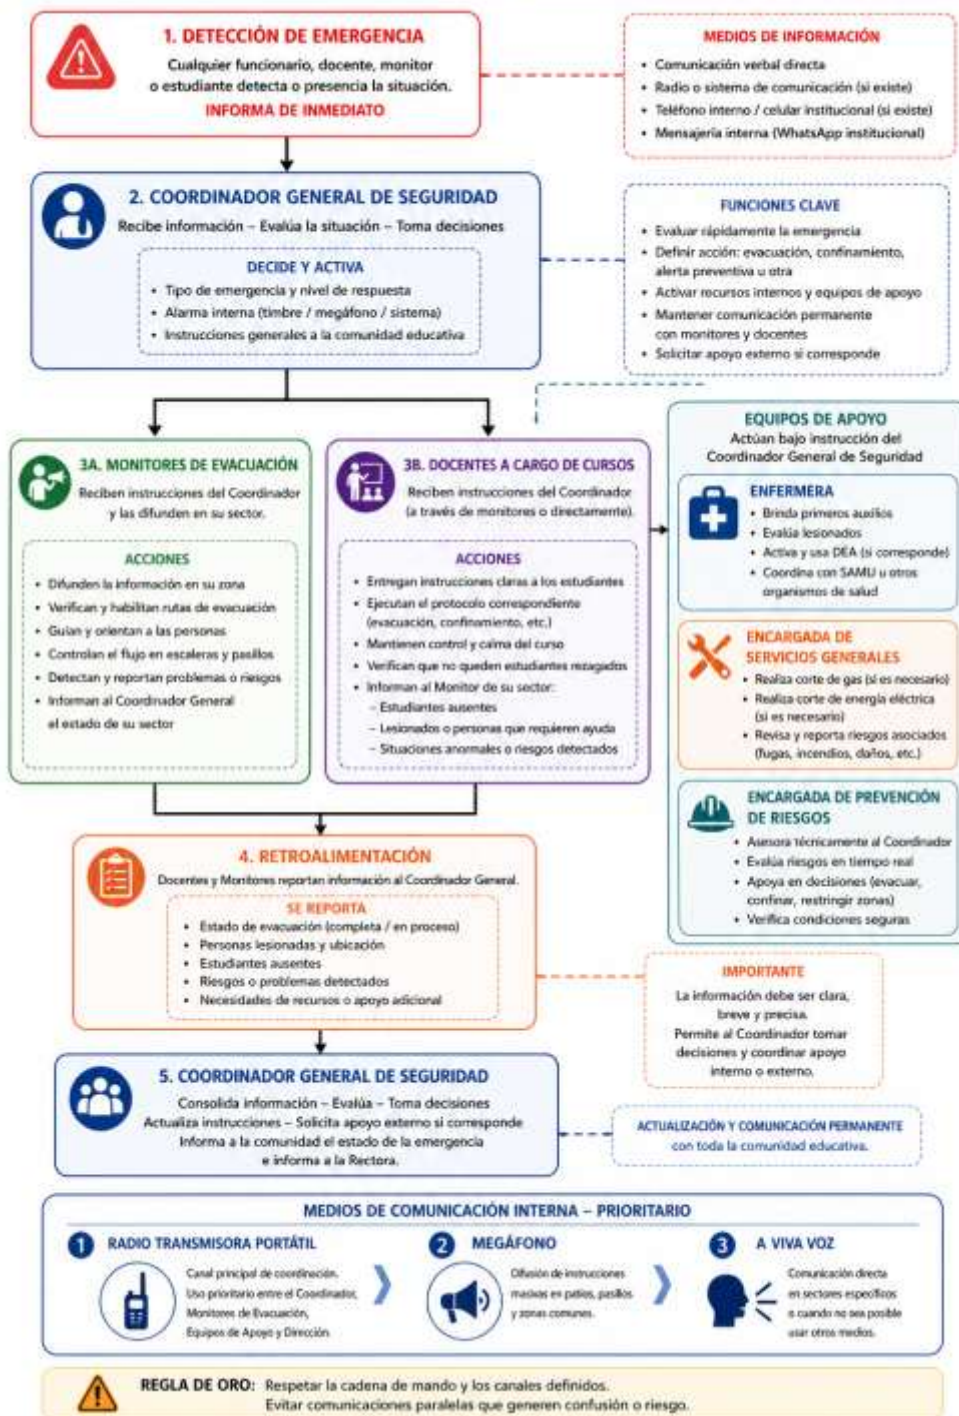 1. DETECCIÓN DE EMERGENCIA
Cualquier funcionario, docente, monitor
o estudiante detecta o presencia la situación.
INFORMA DE INMEDIATO
MEDIOS DE INFORMACIÓN
• Comunicación verbal directa
• Radio o sistema de comunicación (si existe)
• Teléfono interno / celular institucional (si existe)
• Mensajería interna (WhatsApp institucional)
2. COORDINADOR GENERAL DE SEGURIDAD
Recibe información – Evalúa la situación – Toma decisiones
DECIDE Y ACTIVA
• Tipo de emergencia y nivel de respuesta
• Alarma interna (timbre / megáfono / sistema)
• Instrucciones generales a la comunidad educativa
FUNCIONES CLAVE
• Evaluar rápidamente la emergencia
• Definir acción: evacuación, confinamiento,
alerta preventiva u otra
• Activar recursos internos y equipos de apoyo
• Mantener comunicación permanente
con monitores y docentes
• Solicitar apoyo externo si corresponde
3A. MONITORES DE EVACUACIÓN
Reciben instrucciones del Coordinador
y las difunden en su sector.
ACCIONES
• Difunden la información en su zona
• Verifican y habilitan rutas de evacuación
• Guían y orientan a las personas
• Controlan el flujo en escaleras y pasillos
• Detectan y reportan problemas o riesgos
• Informan al Coordinador General
el estado de su sector
3B. DOCENTES A CARGO DE CURSOS
Reciben instrucciones del Coordinador
(a través de monitores o directamente).
ACCIONES
• Entregan instrucciones claras a los estudiantes
• Ejecutan el protocolo correspondiente
(evacuación, confinamiento, etc.)
• Mantienen control y calma del curso
• Verifican que no queden estudiantes rezagados
• Informan al Monitor de su sector:
– Estudiantes ausentes
– Lesionados o personas que requieren ayuda
– Situaciones anormales o riesgos detectados
EQUIPOS DE APOYO
Actúan bajo instrucción del
Coordinador General de Seguridad
ENFERMERA
• Brinda primeros auxilios
• Evalúa lesionados
• Activa y usa DEA (si corresponde)
• Coordina con SAMU u otros
organismos de salud
ENCARGADA DE
SERVICIOS GENERALES
• Realiza corte de gas (si es necesario)
• Realiza corte de energía eléctrica
(si es necesario)
• Revisa y reporta riesgos asociados
(fugas, incendios, daños, etc.)
ENCARGADA DE PREVENCIÓN
DE RIESGOS
• Asesora técnicamente al Coordinador
• Evalúa riesgos en tiempo real
• Apoya en decisiones (evacuar,
confinar, restringir zonas)
• Verifica condiciones seguras
4. RETROALIMENTACIÓN
Docentes y Monitores reportan información al Coordinador General.
SE REPORTA
• Estado de evacuación (completa / en proceso)
• Personas lesionadas y ubicación
• Estudiantes ausentes
• Riesgos o problemas detectados
• Necesidades de recursos o apoyo adicional
IMPORTANTE
La información debe ser clara,
breve y precisa.
Permite al Coordinador tomar
decisiones y coordinar apoyo
interno o externo.
5. COORDINADOR GENERAL DE SEGURIDAD
Consolida información – Evalúa – Toma decisiones
Actualiza instrucciones – Solicita apoyo externo si corresponde
Informa a la comunidad el estado de la emergencia
e informa a la Rectora.
ACTUALIZACIÓN Y COMUNICACIÓN PERMANENTE
con toda la comunidad educativa.
MEDIOS DE COMUNICACIÓN INTERNA – PRIORITARIO
1 RADIO TRANSMISORA PORTÁTIL
Canal principal de coordinación.
Uso prioritario entre el Coordinador,
Monitores de Evacuación,
Equipos de Apoyo y Dirección.
2 MEGÁFONO
Difusión de instrucciones
masivas en patios, pasillos
y zonas comunes.
3 A VIVA VOZ
Comunicación directa
en sectores específicos
o cuando no sea posible
usar otros medios.
REGLA DE ORO: Respetar la cadena de mando y los canales definidos.
Evitar comunicaciones paralelas que generen confusión o riesgo.